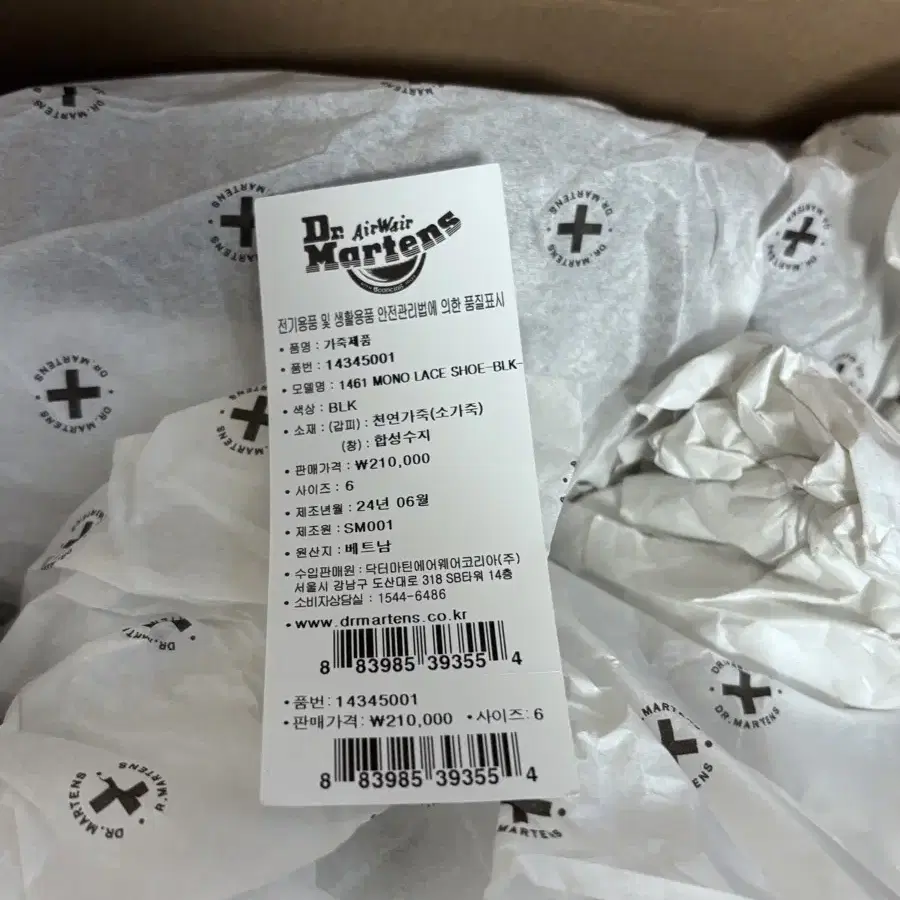 Dr. AirWair
Martens
전기용품 및 생활용품 안전관리법에 의한 품질표시
• 품명 : 가죽제품
• 품번 : 14345001
• 모델명 : 1461 MONO LACE SHOE-BLK-
• 색상 : BLK
• 소재 : (갑피) : 천연가죽(소가죽)
(창) : 합성수지
• 판매가격 : ₩210,000
• 사이즈 : 6
• 제조년월 : 24년 06월
• 제조원 : SM001
• 원산지 : 베트남
• 수입판매원 : 닥터마틴에어웨어코리아(주)
서울시 강남구 도산대로 318 SB타워 14층
• 소비자상담실 : 1544-6486
• www.drmartens.co.kr
8 83985 39355 4
• 품번: 14345001
• 판매가격: ₩210,000 • 사이즈: 6
8 83985 39355 4
DR.MARTENS
DR.MARTENS
DR.MARTENS
DR.MARTENS
DR.MARTENS
DR.MARTENS